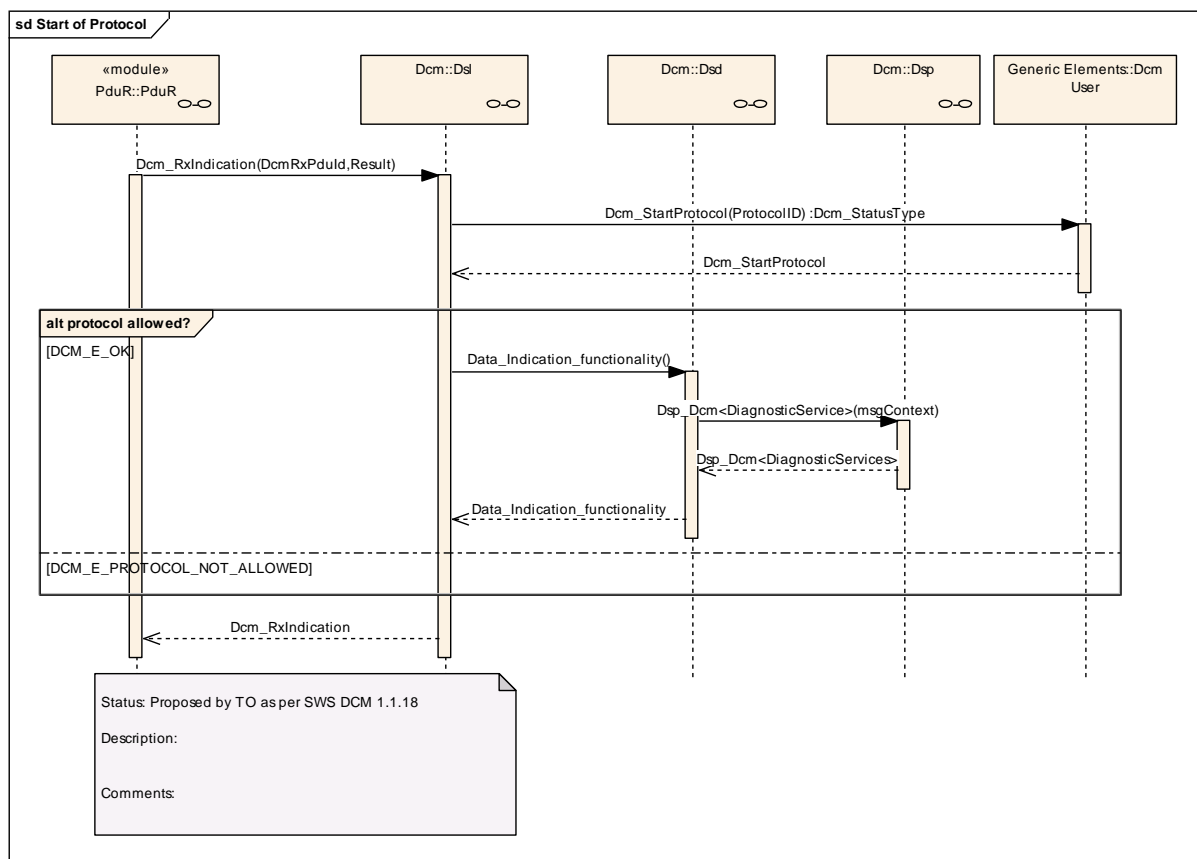 sd Start of Protocol
«module»
PduR::PduR
Dcm::Dsl
Dcm::Dsd
Dcm::Dsp
Generic Elements::Dcm
User
Dcm_RxIndication(DcmRxPduId,Result)
Dcm_StartProtocol(ProtocolID) :Dcm_StatusType
Dcm_StartProtocol
alt protocol allowed?
[DCM_E_OK]
Data_Indication_functionality()
Dsp_Dcm<DiagnosticService>(msgContext)
Dsp_Dcm<DiagnosticServices>
Data_Indication_functionality
[DCM_E_PROTOCOL_NOT_ALLOWED]
Dcm_RxIndication
Status: Proposed by TO as per SWS DCM 1.1.18
Description:
Comments: